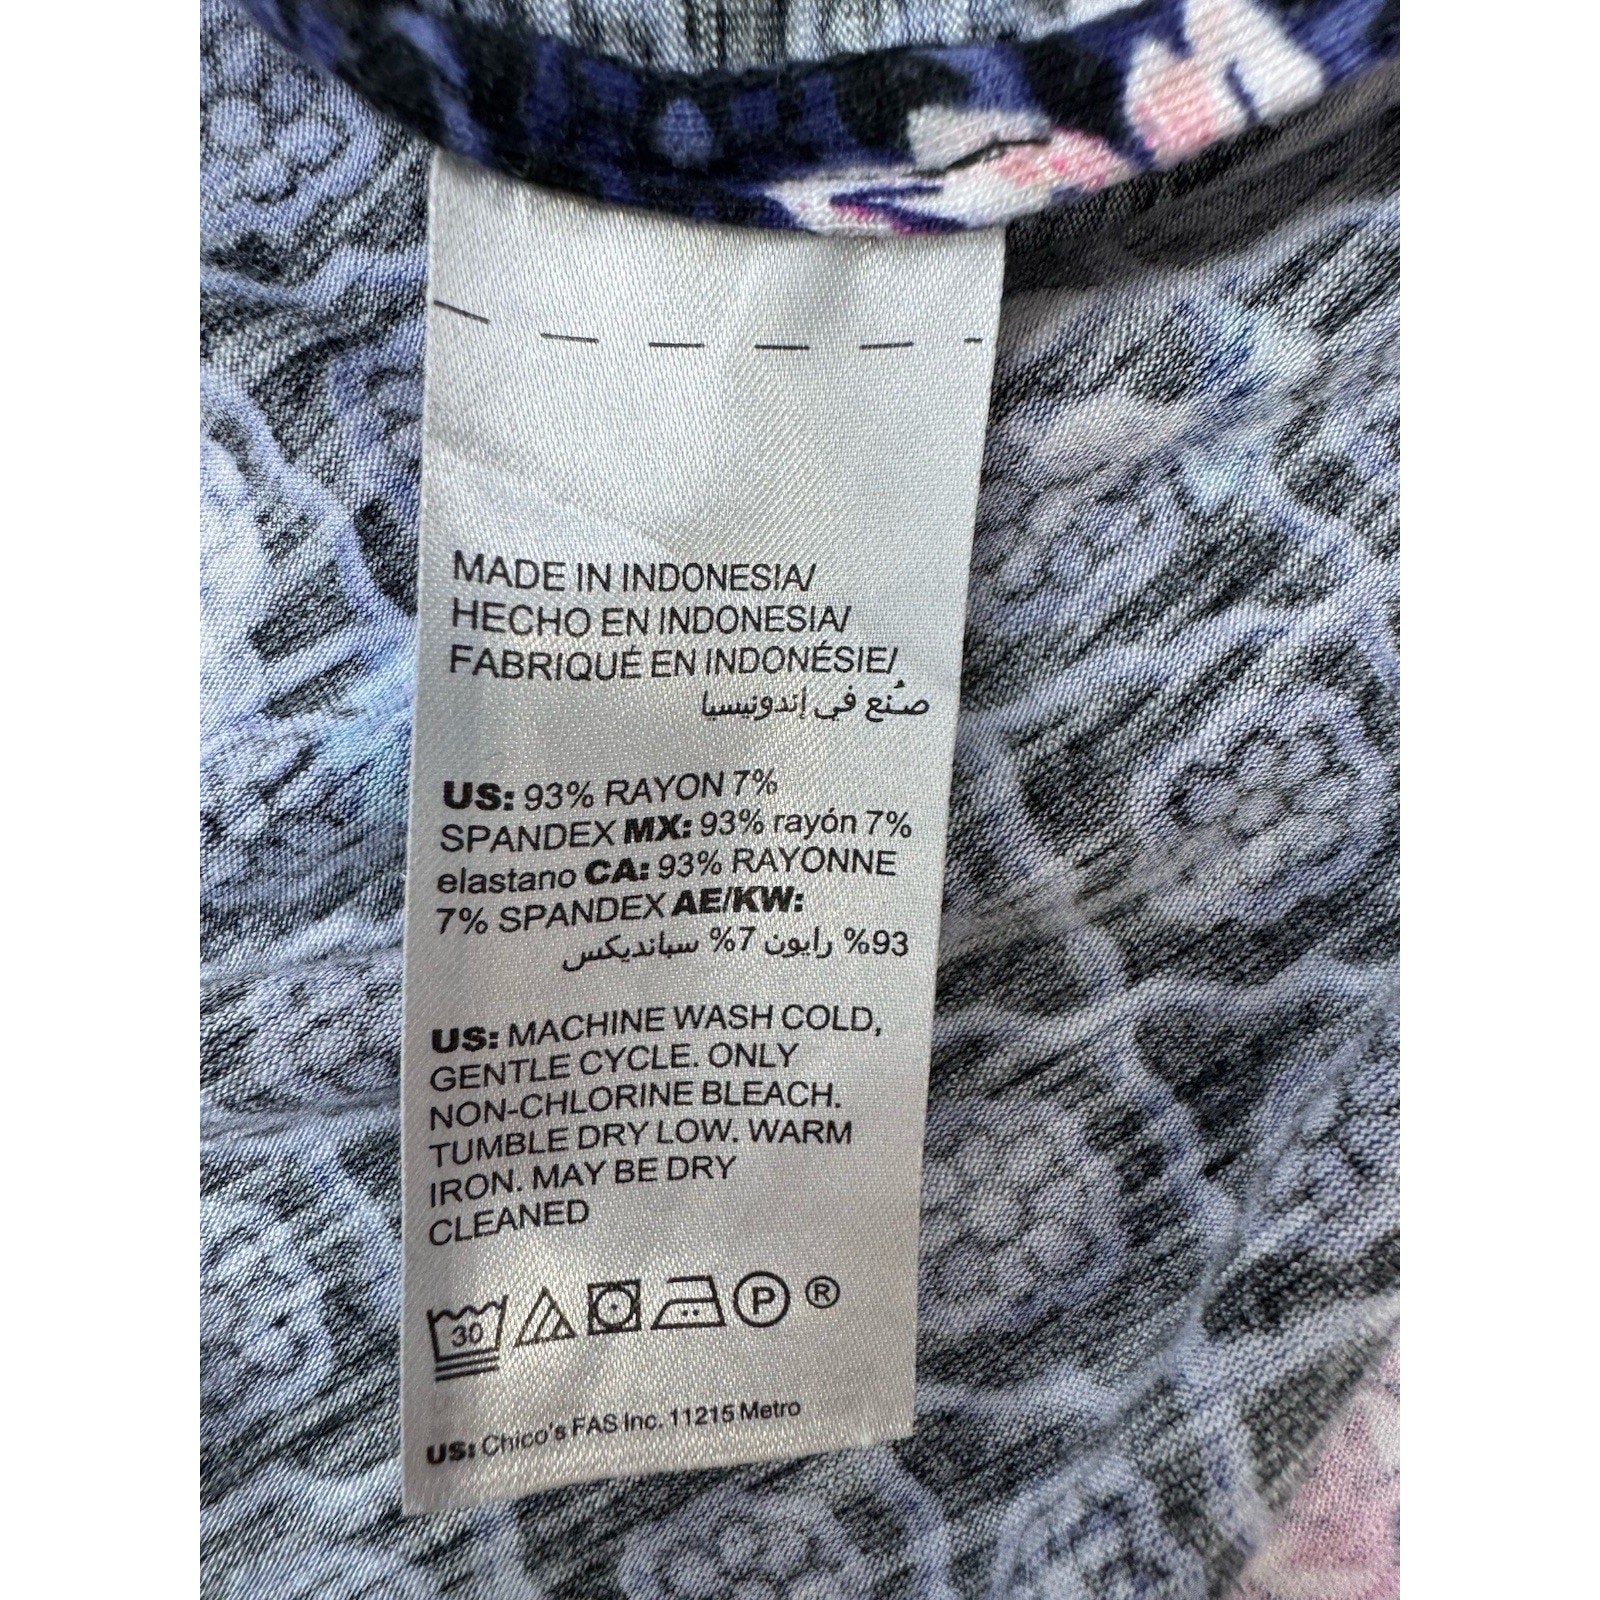 MADE IN INDONESIA/
HECHO EN INDONESIA/
FABRIQUÉ EN INDONÉSIE/
صُنع في إندونيسيا
US: 93% RAYON 7%
SPANDEX MX: 93% rayón 7%
elastano CA: 93% RAYONNE
7% SPANDEX AE/KW:
93% رايون 7% سبانديكس
US: MACHINE WASH COLD,
GENTLE CYCLE. ONLY
NON-CHLORINE BLEACH.
TUMBLE DRY LOW. WARM
IRON. MAY BE DRY
CLEANED
30 P ®
US: Chico's FAS Inc. 11215 Metro